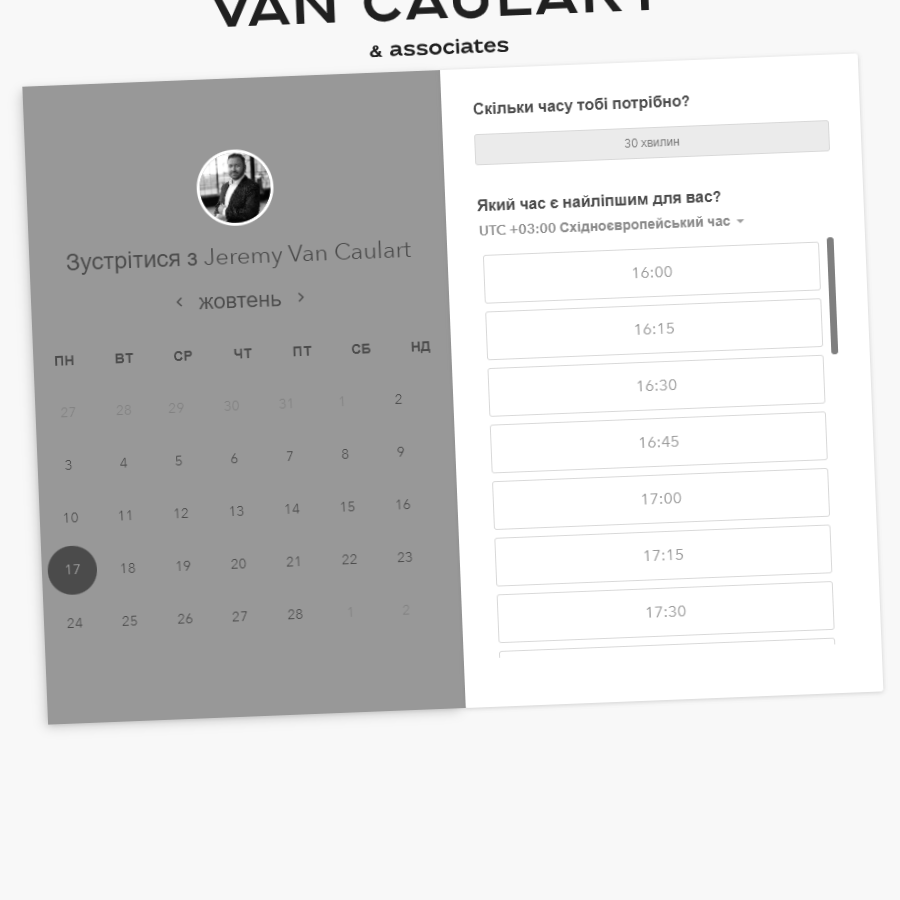 VAN CAULART
& associates
Зустрітися з Jeremy Van Caulart
жовтень
ПН ВТ СР ЧТ ПТ СБ НД
27 28 29 30 31 1 2
3 4 5 6 7 8 9
10 11 12 13 14 15 16
17 18 19 20 21 22 23
24 25 26 27 28 1 2
Скільки часу тобі потрібно?
30 хвилин
Який час є найліпшим для вас?
UTC +03:00 Східноєвропейський час
16:00
16:15
16:30
16:45
17:00
17:15
17:30